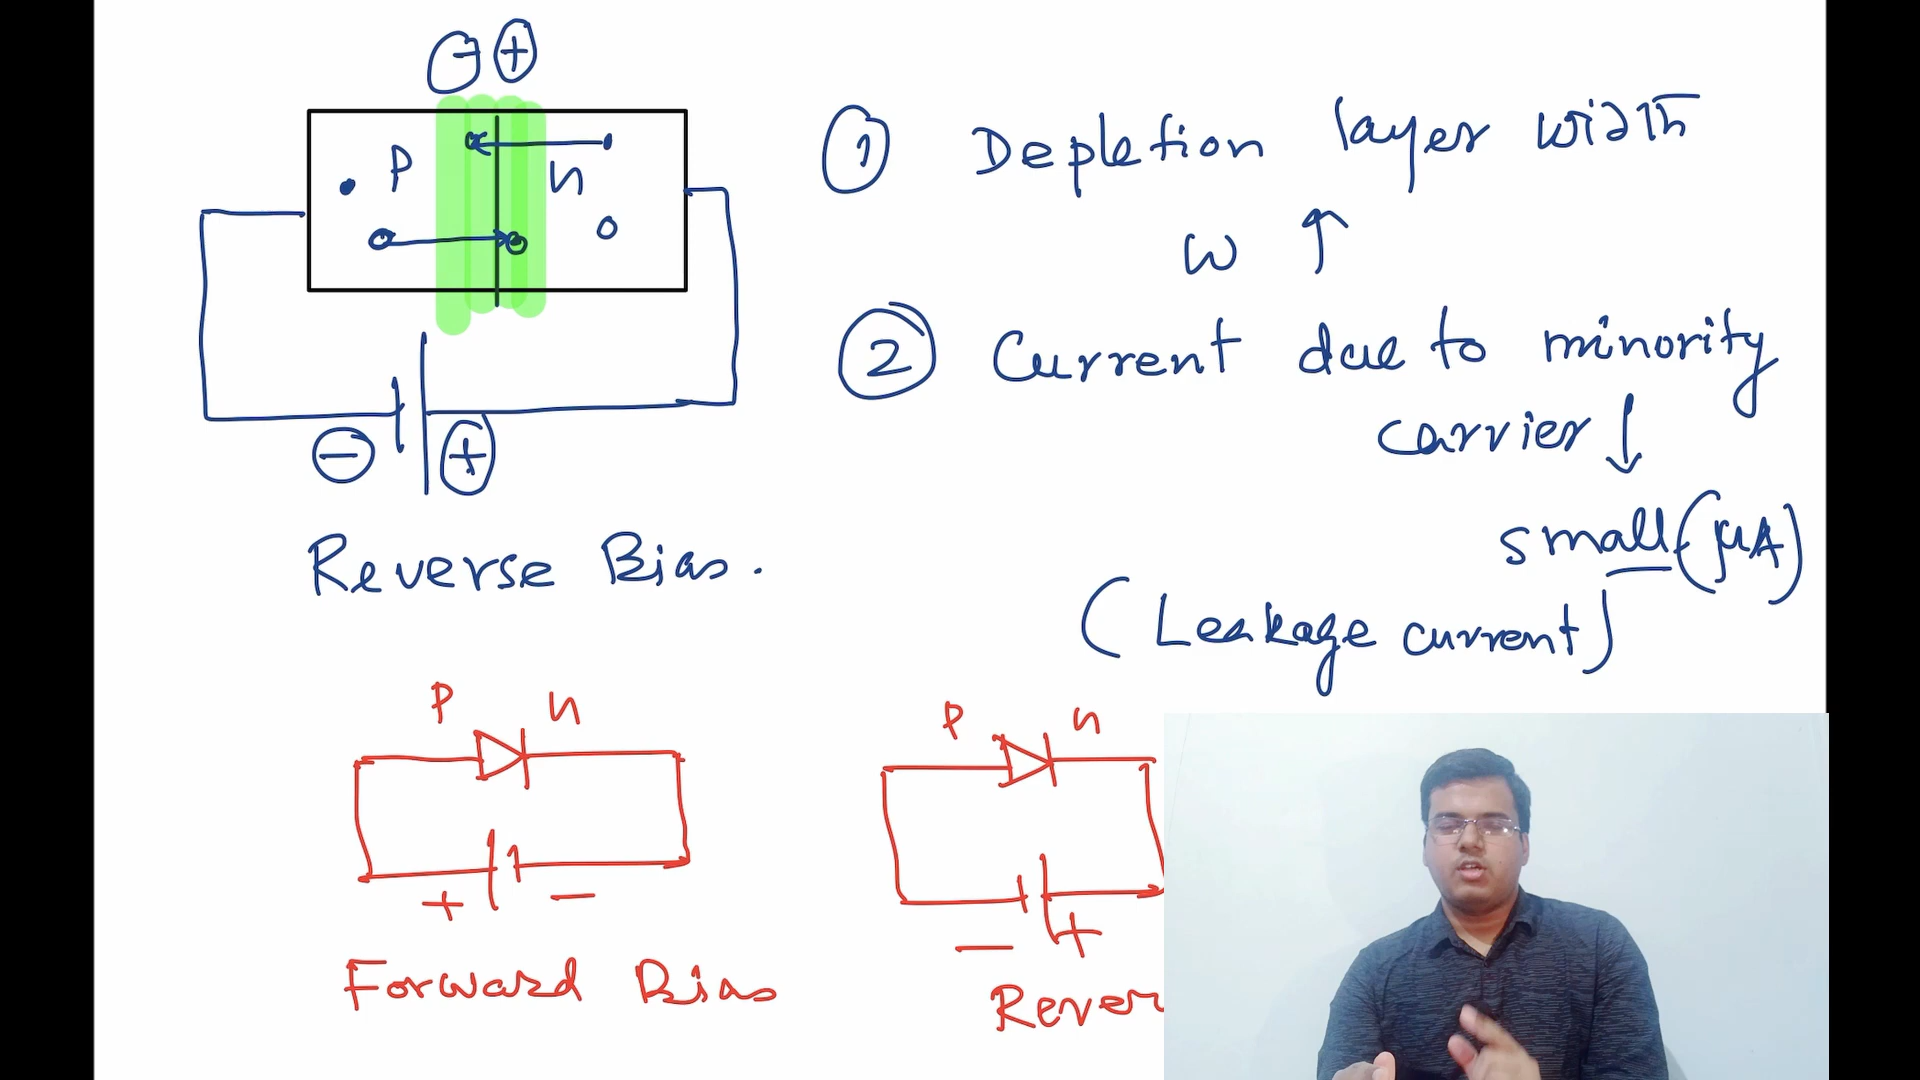 − +
P n
− +
Reverse Bias.
① Depletion layer width
w ↑
② Current due to minority
carrier ↓
small (μA)
(Leakage current)
P n
+ −
Forward Bias
P n
− +
Rever